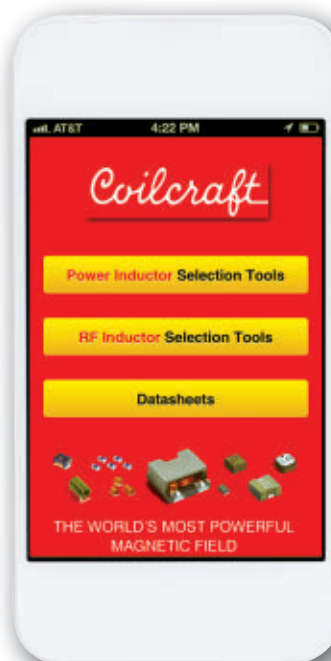 AT&T 4:22 PM
Coilcraft
Power Inductor Selection Tools
RF Inductor Selection Tools
Datasheets
THE WORLD'S MOST POWERFUL
MAGNETIC FIELD